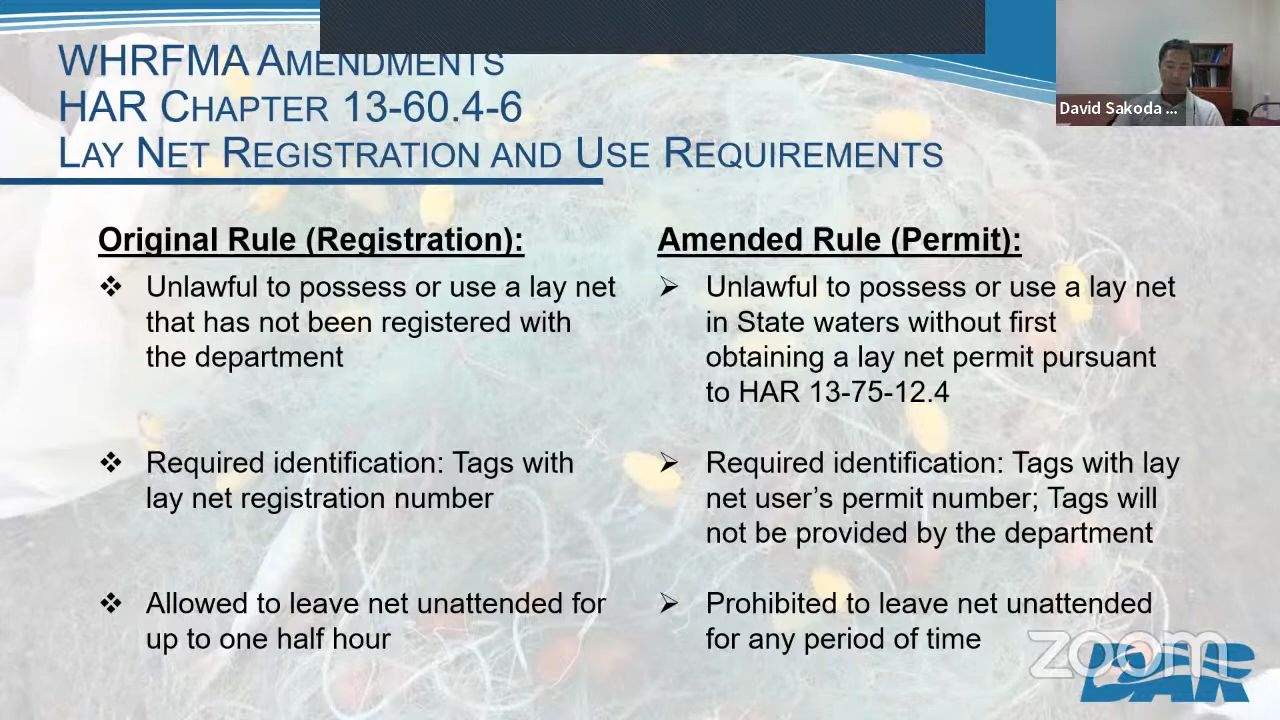 WHRFMA AMENDMENTS
HAR CHAPTER 13-60.4-6
LAY NET REGISTRATION AND USE REQUIREMENTS
David Sakoda ...
Original Rule (Registration):
❖ Unlawful to possess or use a lay net
that has not been registered with
the department
❖ Required identification: Tags with
lay net registration number
❖ Allowed to leave net unattended for
up to one half hour
Amended Rule (Permit):
➢ Unlawful to possess or use a lay net
in State waters without first
obtaining a lay net permit pursuant
to HAR 13-75-12.4
➢ Required identification: Tags with lay
net user’s permit number; Tags will
not be provided by the department
➢ Prohibited to leave net unattended
for any period of time
zoom
DAR